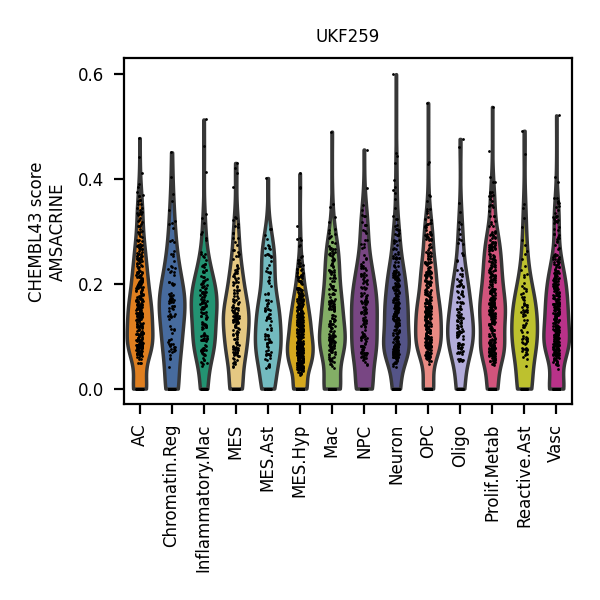 UKF259
CHEMBL43 score
AMSACRINE
0.6
0.4
0.2
0.0
AC
Chromatin.Reg
Inflammatory.Mac
MES
MES.Ast
MES.Hyp
Mac
NPC
Neuron
OPC
Oligo
Prolif.Metab
Reactive.Ast
Vasc